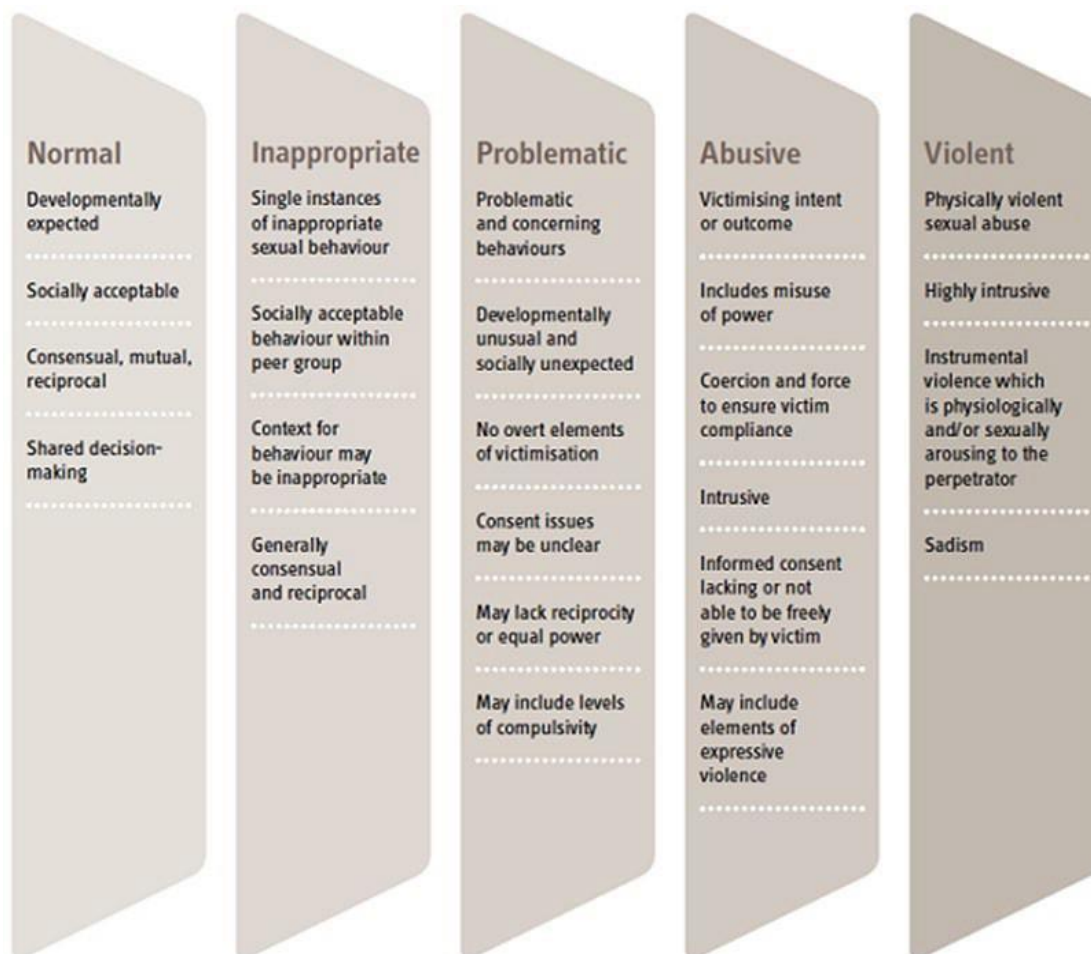 Normal
Developmentally
expected
Socially acceptable
Consensual, mutual,
reciprocal
Shared decision-
making
Inappropriate
Single instances
of inappropriate
sexual behaviour
Socially acceptable
behaviour within
peer group
Context for
behaviour may
be inappropriate
Generally
consensual
and reciprocal
Problematic
Problematic
and concerning
behaviours
Developmentally
unusual and
socially unexpected
No overt elements
of victimisation
Consent issues
may be unclear
May lack reciprocity
or equal power
May include levels
of compulsivity
Abusive
Victimising intent
or outcome
Includes misuse
of power
Coercion and force
to ensure victim
compliance
Intrusive
Informed consent
lacking or not
able to be freely
given by victim
May include
elements of
expressive
violence
Violent
Physically violent
sexual abuse
Highly intrusive
Instrumental
violence which
is physiologically
and/or sexually
arousing to the
perpetrator
Sadism